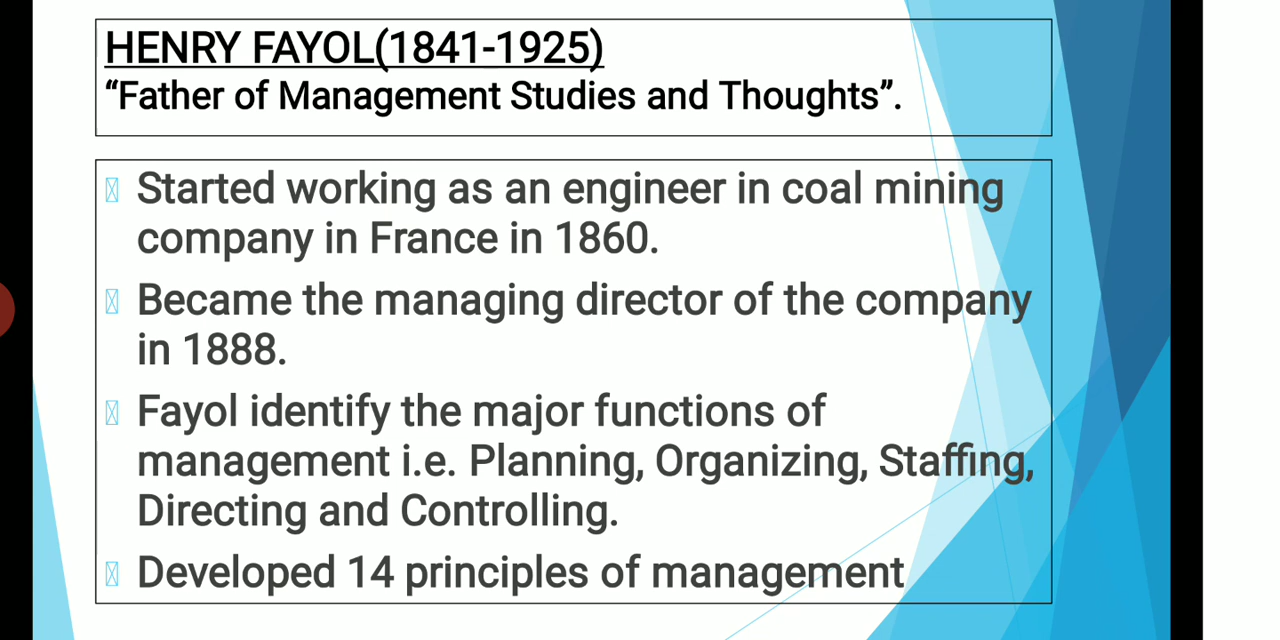 HENRY FAYOL(1841-1925)
“Father of Management Studies and Thoughts”.
Started working as an engineer in coal mining
company in France in 1860.
Became the managing director of the company
in 1888.
Fayol identify the major functions of
management i.e. Planning, Organizing, Staffing,
Directing and Controlling.
Developed 14 principles of management